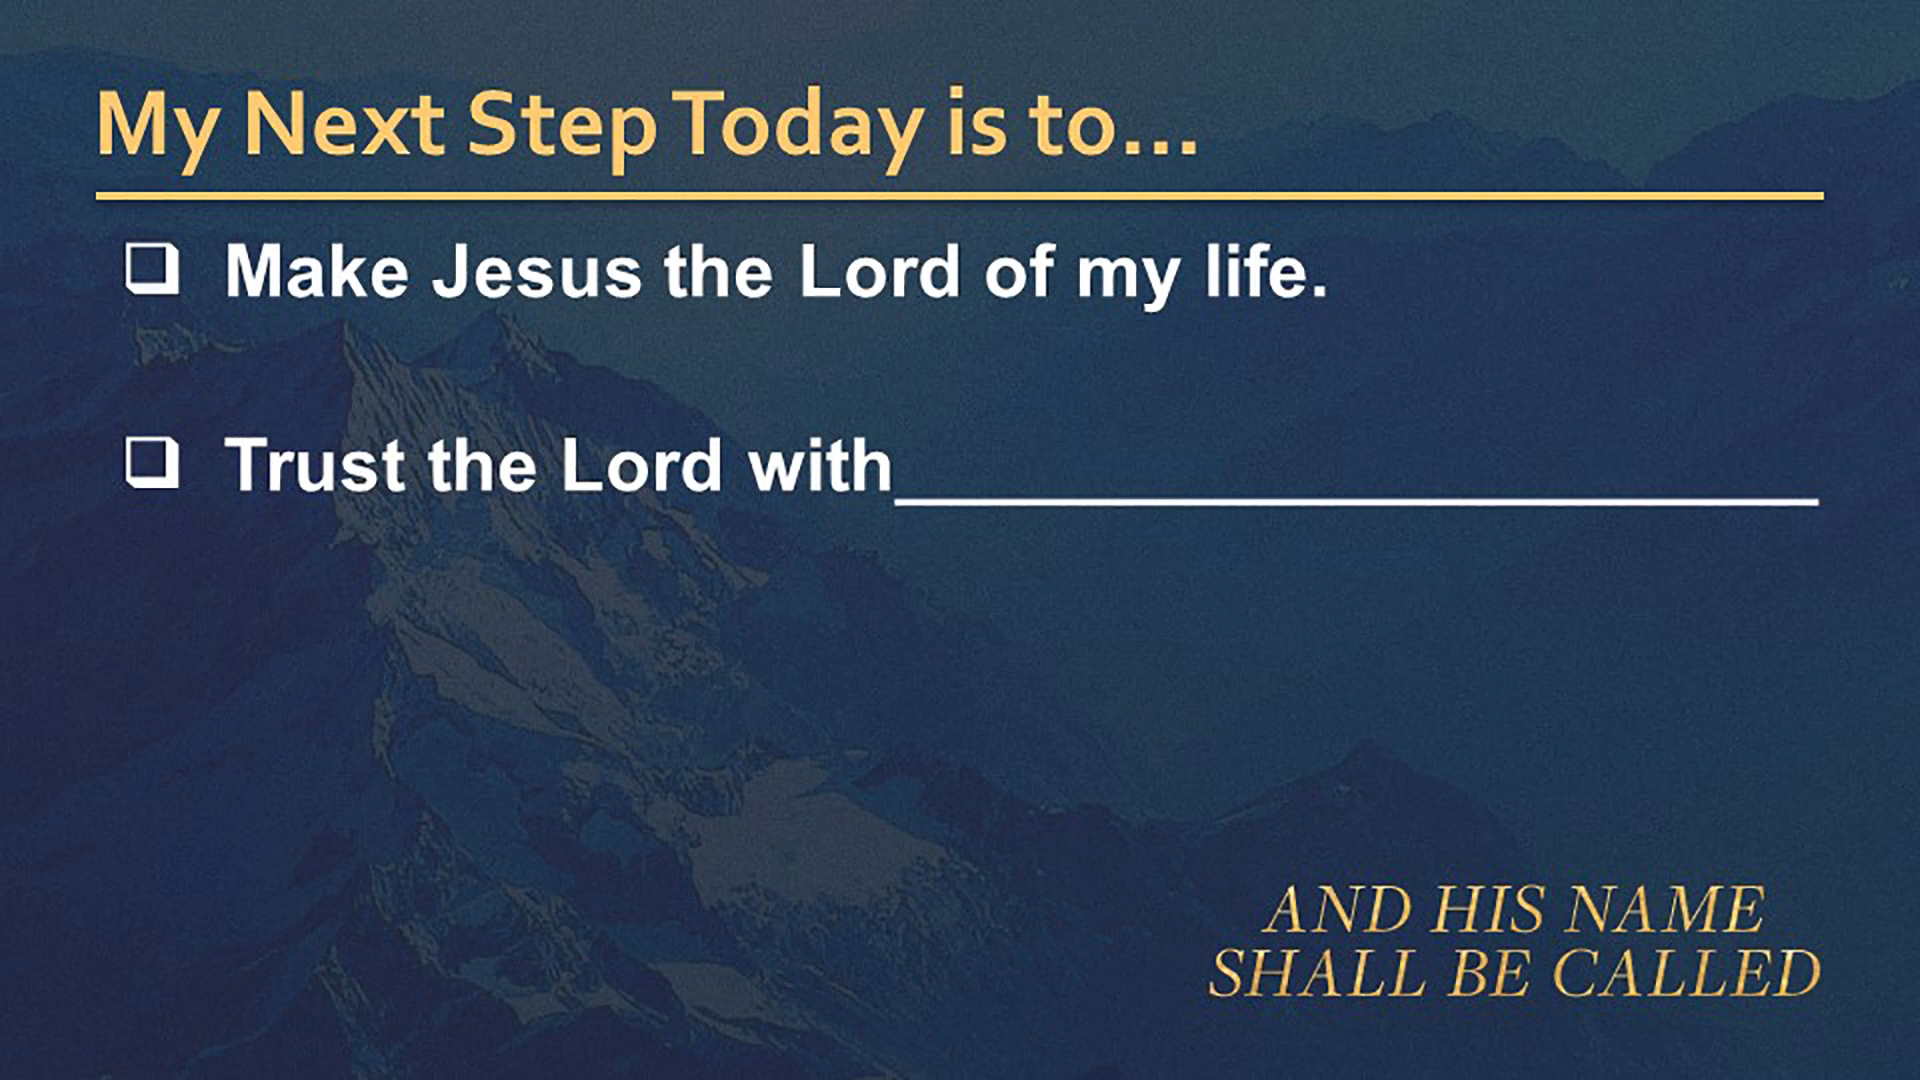 My Next Step Today is to...
❑ Make Jesus the Lord of my life.
❑ Trust the Lord with____________________
AND HIS NAME
SHALL BE CALLED